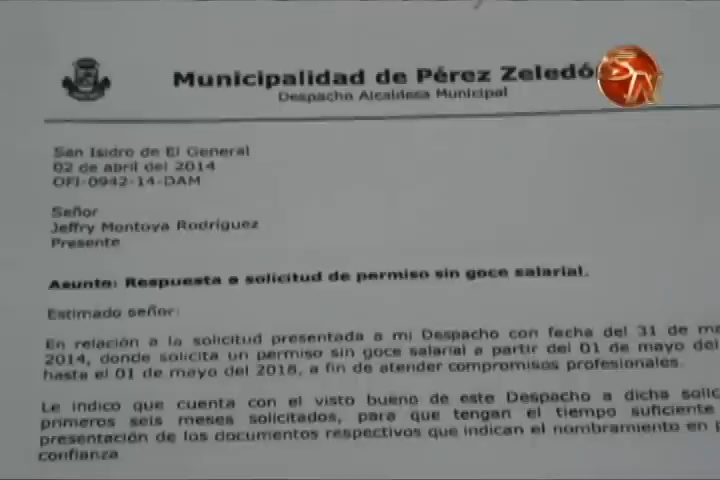 Municipalidad de Pérez Zeledó
Despacho Alcaldesa Municipal
San Isidro de El General
02 de abril del 2014
OFI-0942-14-DAM
Señor
Jeffry Montoya Rodríguez
Presente
Asunto: Respuesta a solicitud de permiso sin goce salarial.
Estimado señor:
En relación a la solicitud presentada a mi Despacho con fecha del 31 de ma
2014, donde solicita un permiso sin goce salarial a partir del 01 de mayo del
hasta el 01 de mayo del 2018, a fin de atender compromisos profesionales.
Le indico que cuenta con el visto bueno de este Despacho a dicha solic
primeros seis meses solicitados, para que tengan el tiempo suficiente
presentación de los documentos respectivos que indican el nombramiento en p
confianza